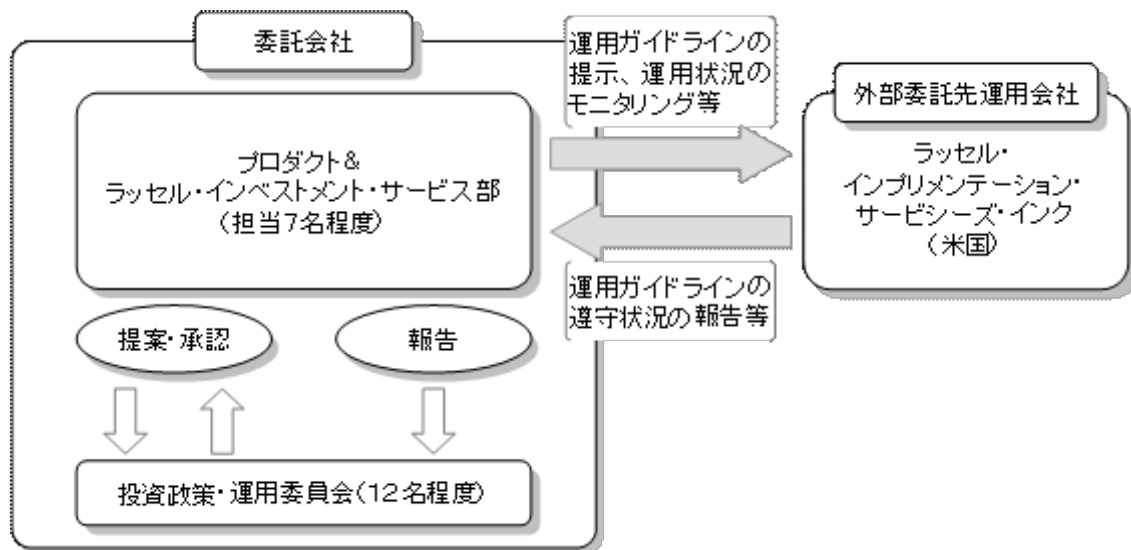 委託会社
プロダクト&
ラッセル・インベストメント・サービス部
(担当7名程度)
提案・承認
報告
投資政策・運用委員会(12名程度)
運用ガイドラインの
提示、運用状況の
モニタリング等
運用ガイドラインの
遵守状況の報告等
外部委託先運用会社
ラッセル・
インプリメンテーション・
サービシーズ・インク
(米国)